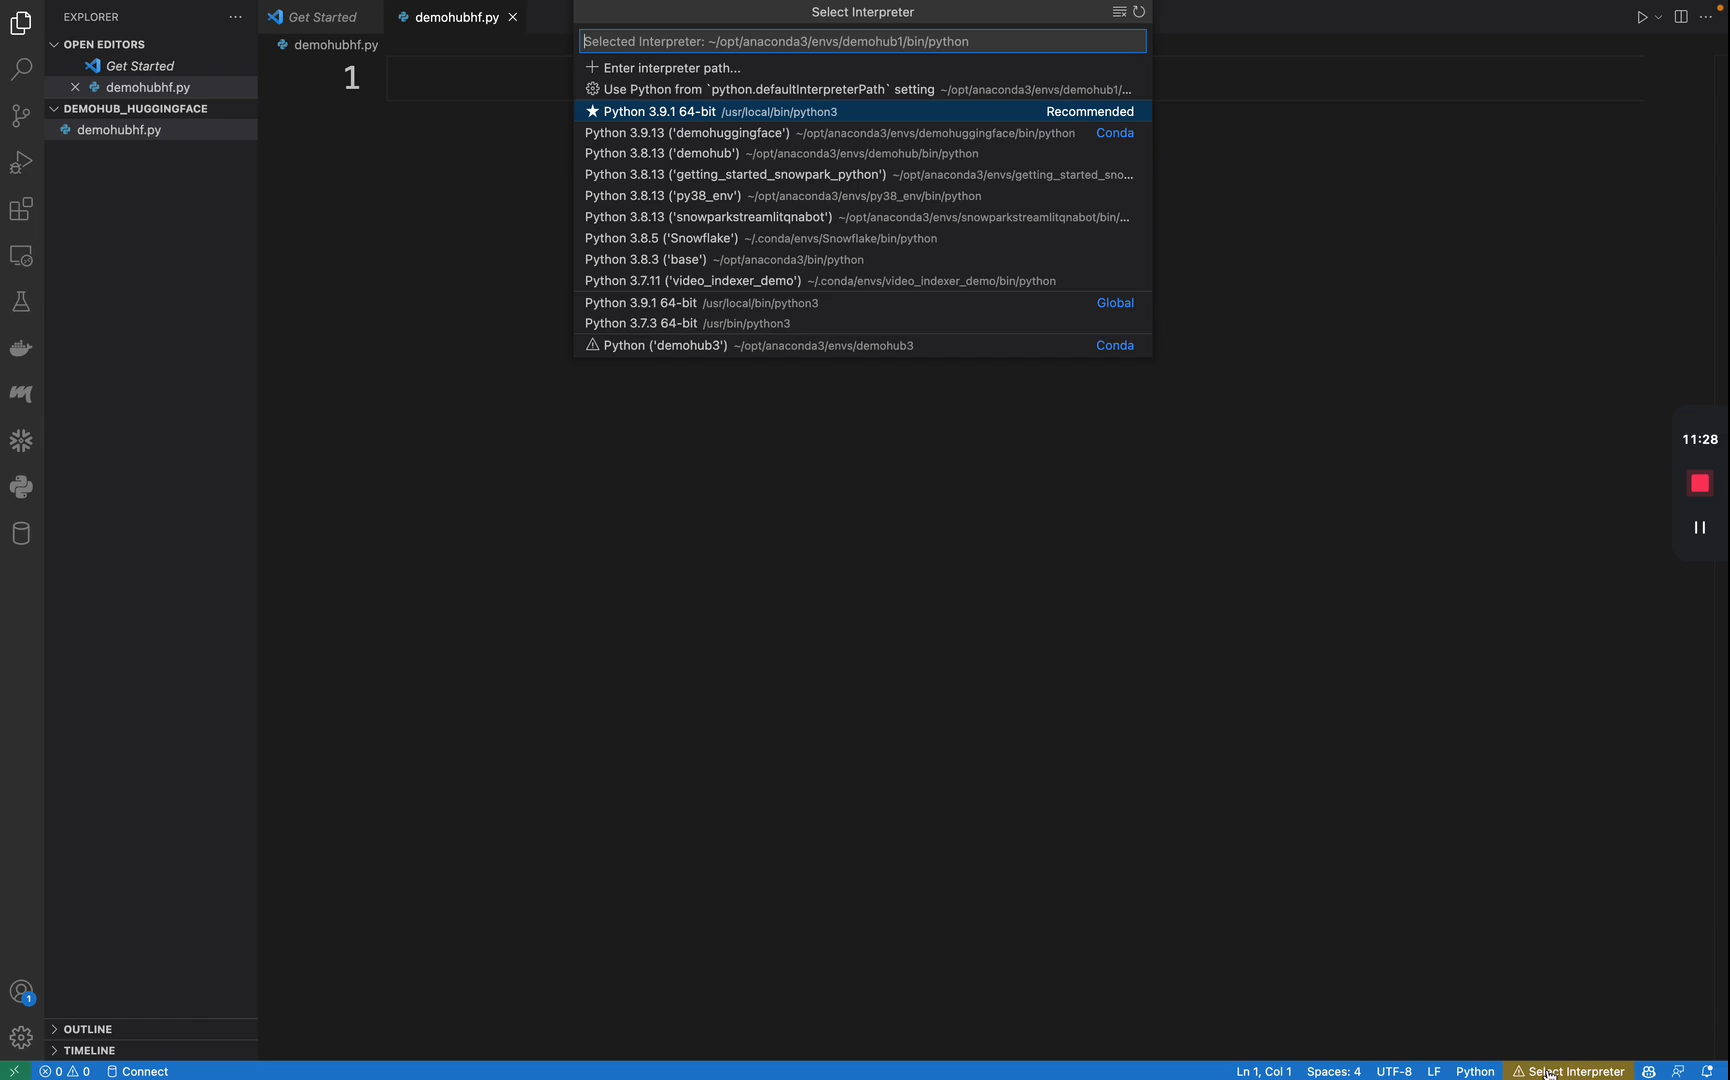 EXPLORER
Get Started
demohubhf.py
Select Interpreter
OPEN EDITORS
Get Started
demohubhf.py
DEMOHUB_HUGGINGFACE
demohubhf.py
demohubhf.py
1
Selected Interpreter: ~/opt/anaconda3/envs/demohub1/bin/python
Enter interpreter path...
Use Python from `python.defaultInterpreterPath` setting ~/opt/anaconda3/envs/demohub1/...
Python 3.9.1 64-bit /usr/local/bin/python3 Recommended
Python 3.9.13 ('demohuggingface') ~/opt/anaconda3/envs/demohuggingface/bin/python Conda
Python 3.8.13 ('demohub') ~/opt/anaconda3/envs/demohub/bin/python
Python 3.8.13 ('getting_started_snowpark_python') ~/opt/anaconda3/envs/getting_started_sno...
Python 3.8.13 ('py38_env') ~/opt/anaconda3/envs/py38_env/bin/python
Python 3.8.13 ('snowparkstreamlitqnabot') ~/opt/anaconda3/envs/snowparkstreamlitqnabot/bin/...
Python 3.8.5 ('Snowflake') ~/.conda/envs/Snowflake/bin/python
Python 3.8.3 ('base') ~/opt/anaconda3/bin/python
Python 3.7.11 ('video_indexer_demo') ~/.conda/envs/video_indexer_demo/bin/python
Python 3.9.1 64-bit /usr/local/bin/python3 Global
Python 3.7.3 64-bit /usr/bin/python3
Python ('demohub3') ~/opt/anaconda3/envs/demohub3 Conda
11:28
1
OUTLINE
TIMELINE
0 0 Connect
Ln 1, Col 1 Spaces: 4 UTF-8 LF Python Select Interpreter